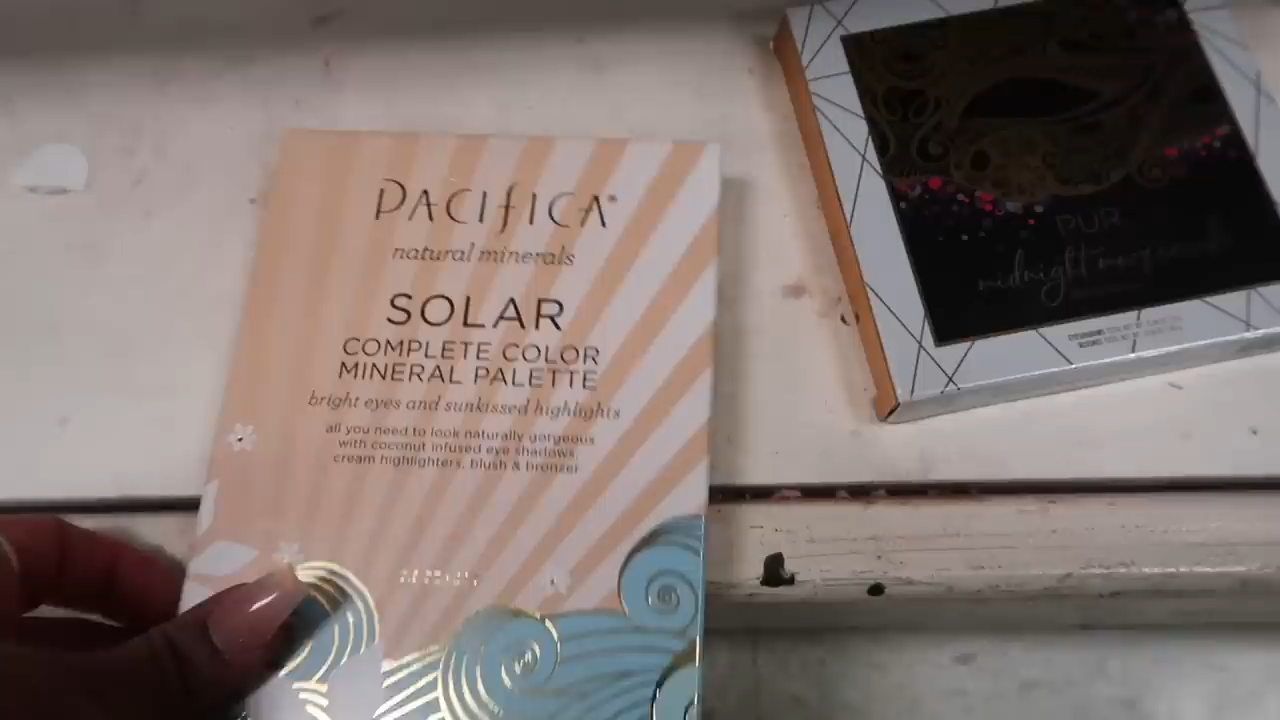 PACIFICA
natural minerals
SOLAR
COMPLETE COLOR
MINERAL PALETTE
bright eyes and sunkissed highlights
all you need to look naturally gorgeous
with coconut infused eye shadows,
cream highlighters, blush & bronzer
PUR
midnight